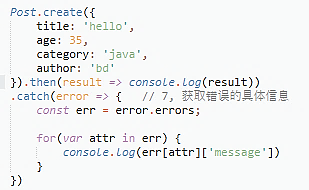 Post.create({
    title: 'hello',
    age: 35,
    category: 'java',
    author: 'bd'
}).then(result => console.log(result))
.catch(error => {   // 7, 获取错误的具体信息
    const err = error.errors;

    for(var attr in err) {
        console.log(err[attr]['message'])
    }
})